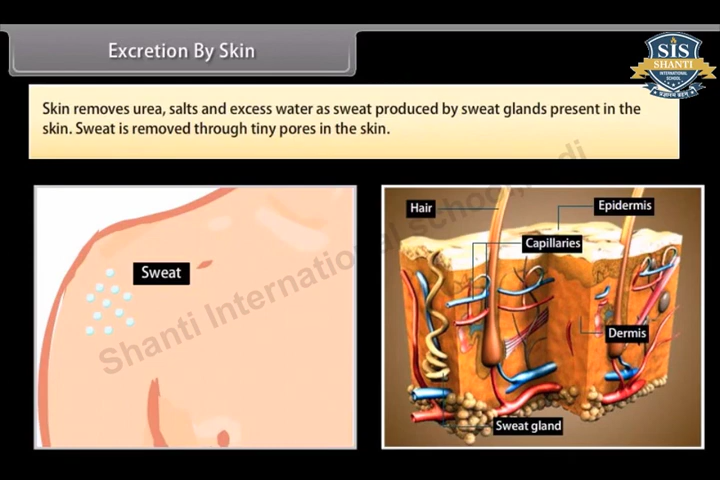 Excretion By Skin
SIS
SHANTI
INTERNATIONAL
SCHOOL
Skin removes urea, salts and excess water as sweat produced by sweat glands present in the
skin. Sweat is removed through tiny pores in the skin.
Sweat
Hair
Epidermis
Capillaries
Dermis
Sweat gland
Shanti International school,